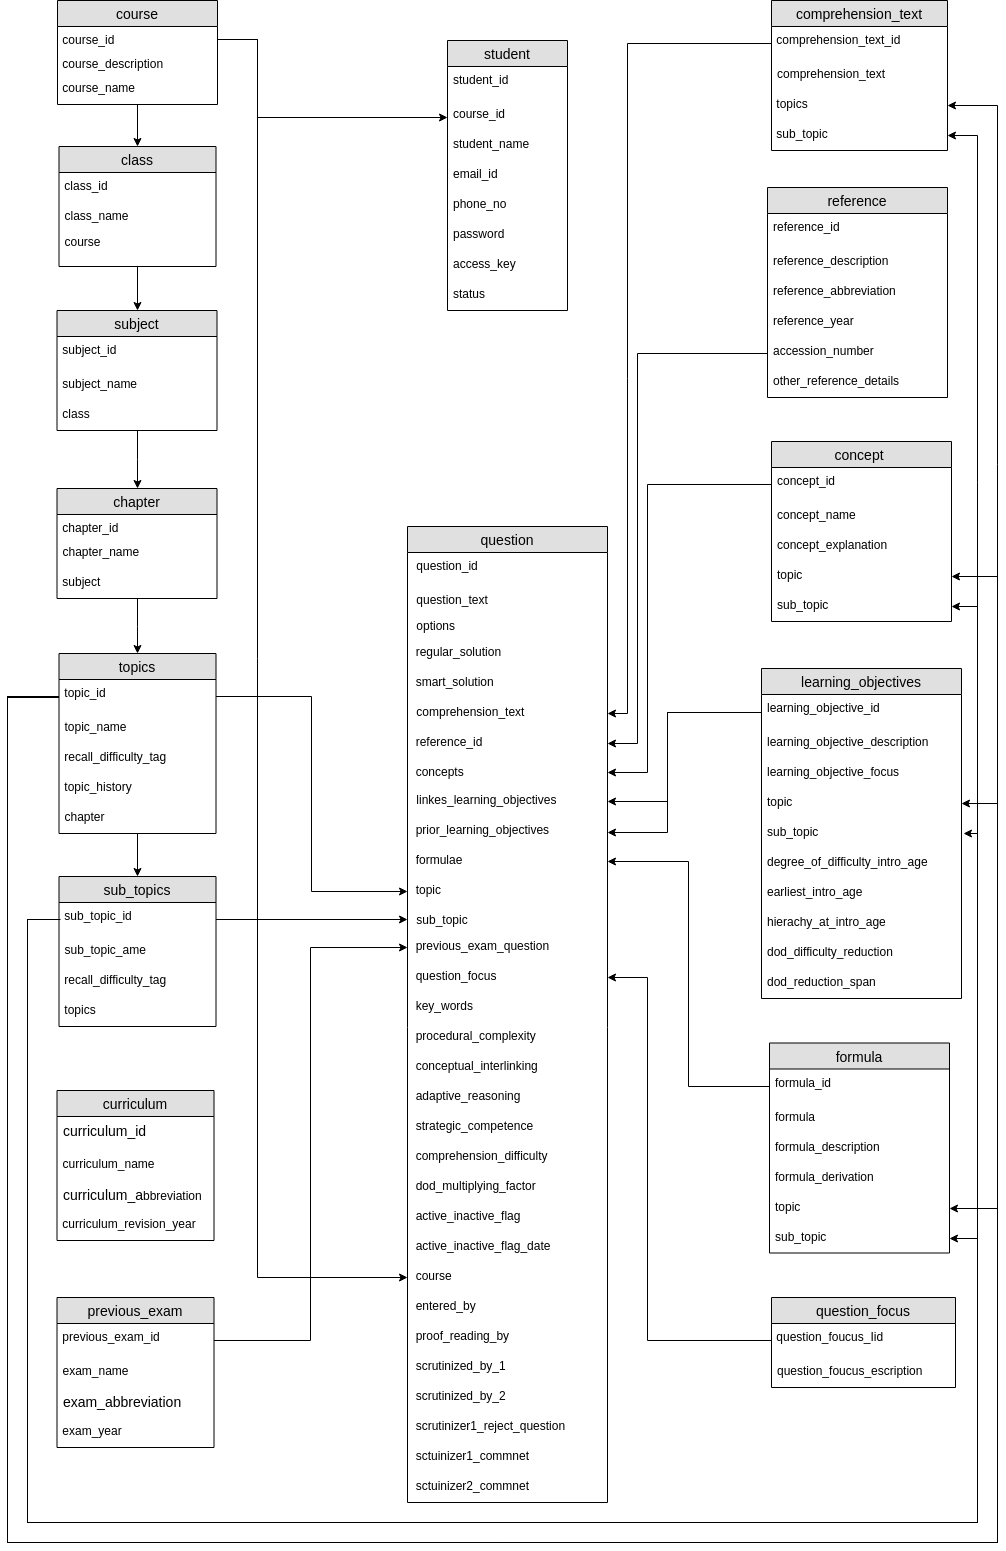 course
course_id
course_description
course_name
class
class_id
class_name
course
subject
subject_id
subject_name
class
chapter
chapter_id
chapter_name
subject
topics
topic_id
topic_name
recall_difficulty_tag
topic_history
chapter
sub_topics
sub_topic_id
sub_topic_ame
recall_difficulty_tag
topics
curriculum
curriculum_id
curriculum_name
curriculum_abbreviation
curriculum_revision_year
previous_exam
previous_exam_id
exam_name
exam_abbreviation
exam_year
student
student_id
course_id
student_name
email_id
phone_no
password
access_key
status
question
question_id
question_text
options
regular_solution
smart_solution
comprehension_text
reference_id
concepts
linkes_learning_objectives
prior_learning_objectives
formulae
topic
sub_topic
previous_exam_question
question_focus
key_words
procedural_complexity
conceptual_interlinking
adaptive_reasoning
strategic_competence
comprehension_difficulty
dod_multiplying_factor
active_inactive_flag
active_inactive_flag_date
course
entered_by
proof_reading_by
scrutinized_by_1
scrutinized_by_2
scrutinizer1_reject_question
sctuinizer1_commnet
sctuinizer2_commnet
comprehension_text
comprehension_text_id
comprehension_text
topics
sub_topic
reference
reference_id
reference_description
reference_abbreviation
reference_year
accession_number
other_reference_details
concept
concept_id
concept_name
concept_explanation
topic
sub_topic
learning_objectives
learning_objective_id
learning_objective_description
learning_objective_focus
topic
sub_topic
degree_of_difficulty_intro_age
earliest_intro_age
hierachy_at_intro_age
dod_difficulty_reduction
dod_reduction_span
formula
formula_id
formula
formula_description
formula_derivation
topic
sub_topic
question_focus
question_foucus_Iid
question_foucus_escription